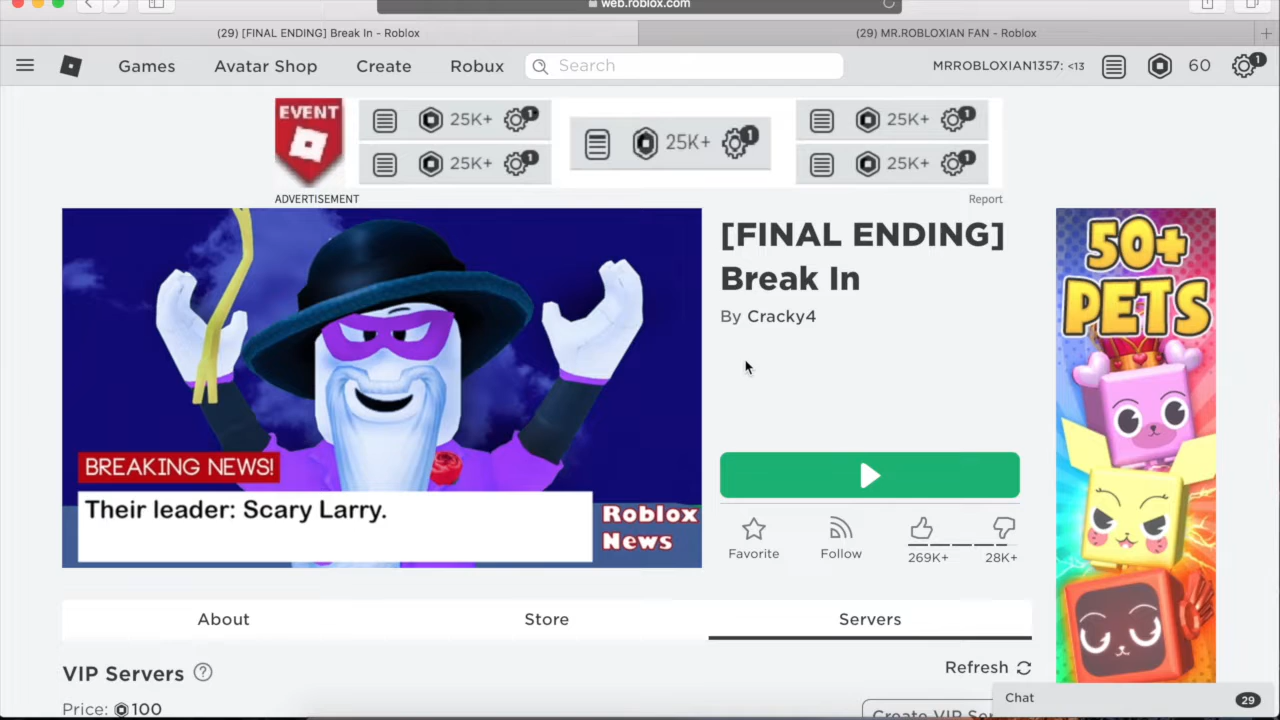 web.roblox.com
(29) [FINAL ENDING] Break In - Roblox
(29) MR.ROBLOXIAN FAN - Roblox
Games
Avatar Shop
Create
Robux
Search
MRROBLOXIAN1357: <13
60
1
EVENT
25K+ 1
25K+ 1
25K+ 1
25K+ 1
25K+ 1
ADVERTISEMENT
Report
[FINAL ENDING]
Break In
By Cracky4
BREAKING NEWS!
Their leader: Scary Larry.
Roblox
News
50+
PETS
Favorite
Follow
269K+
28K+
About
Store
Servers
VIP Servers ?
Refresh
Price: 100
Create VIP Ser
Chat
29